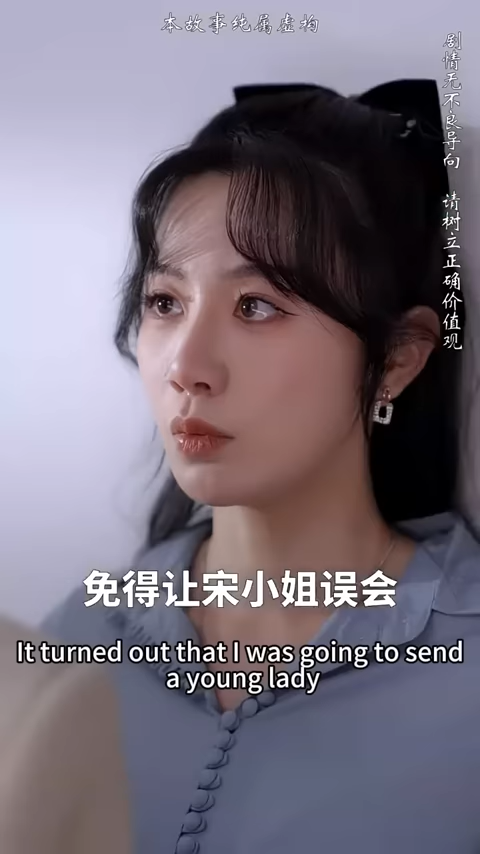 本故事纯属虚构
剧情无不良导向 请树立正确价值观
免得让宋小姐误会
It turned out that I was going to send
a young lady